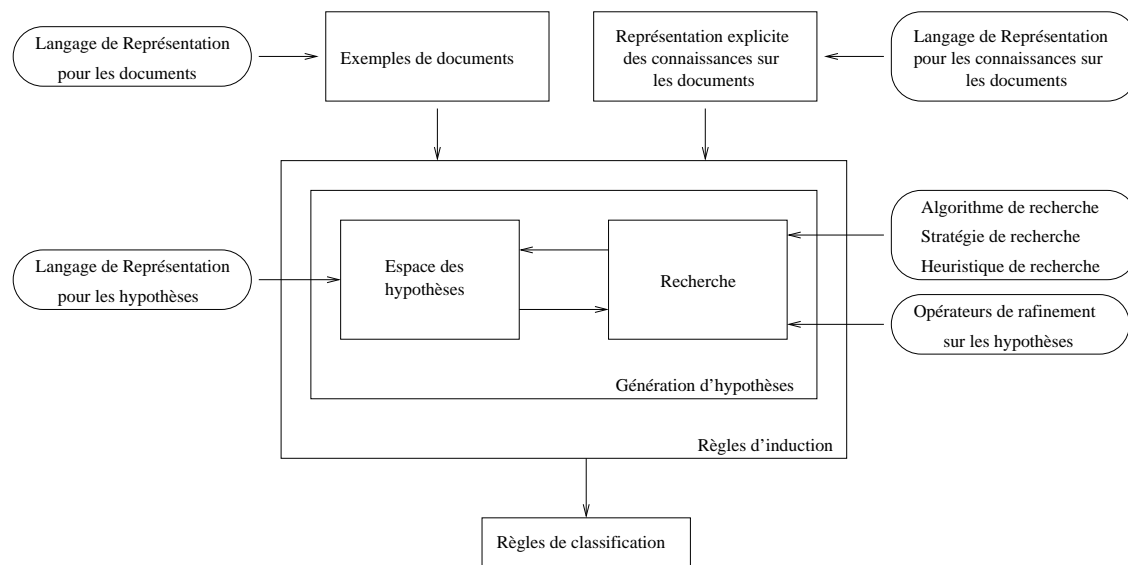 Langage de Représentation
pour les documents
Exemples de documents
Représentation explicite
des connaissances sur
les documents
Langage de Représentation
pour les connaissances sur
les documents
Langage de Représentation
pour les hypothèses
Espace des
hypothèses
Recherche
Algorithme de recherche
Stratégie de recherche
Heuristique de recherche
Opérateurs de rafinement
sur les hypothèses
Génération d'hypothèses
Règles d'induction
Règles de classification